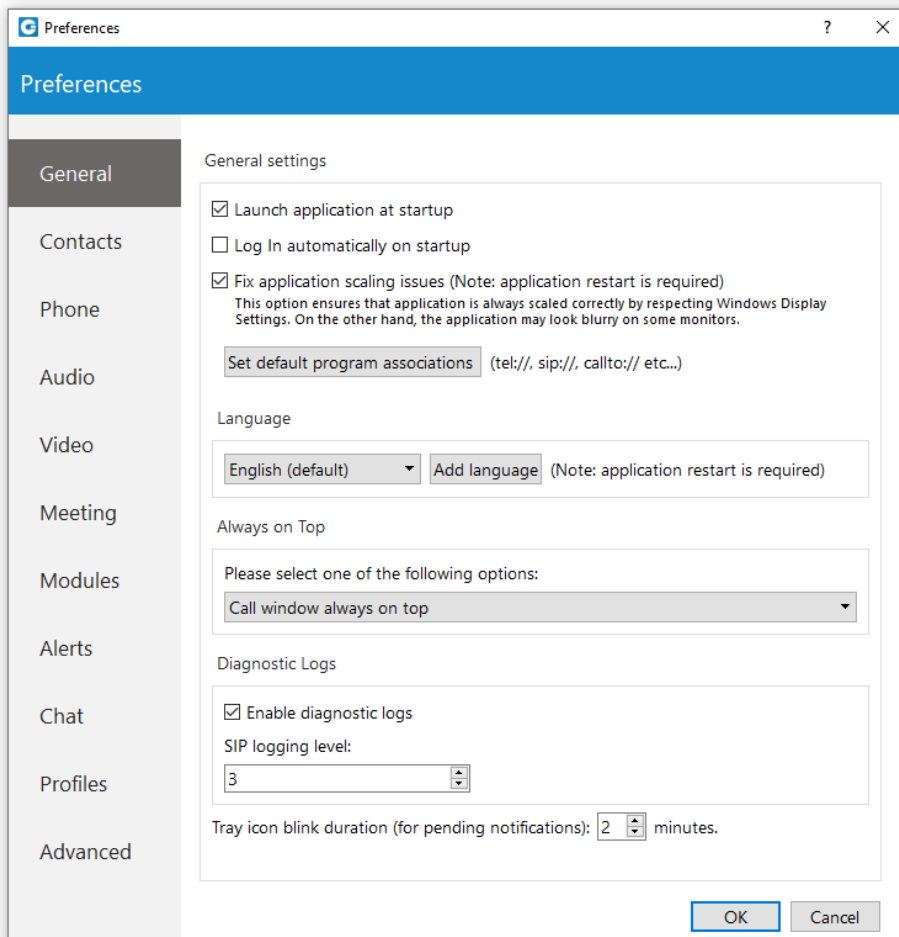 Preferences
?
Preferences
General
Contacts
Phone
Audio
Video
Meeting
Modules
Alerts
Chat
Profiles
Advanced
General settings
Launch application at startup
Log In automatically on startup
Fix application scaling issues (Note: application restart is required)
This option ensures that application is always scaled correctly by respecting Windows Display
Settings. On the other hand, the application may look blurry on some monitors.
Set default program associations (tel://, sip://, callto:// etc...)
Language
English (default) Add language (Note: application restart is required)
Always on Top
Please select one of the following options:
Call window always on top
Diagnostic Logs
Enable diagnostic logs
SIP logging level:
3
Tray icon blink duration (for pending notifications): 2 minutes.
OK Cancel